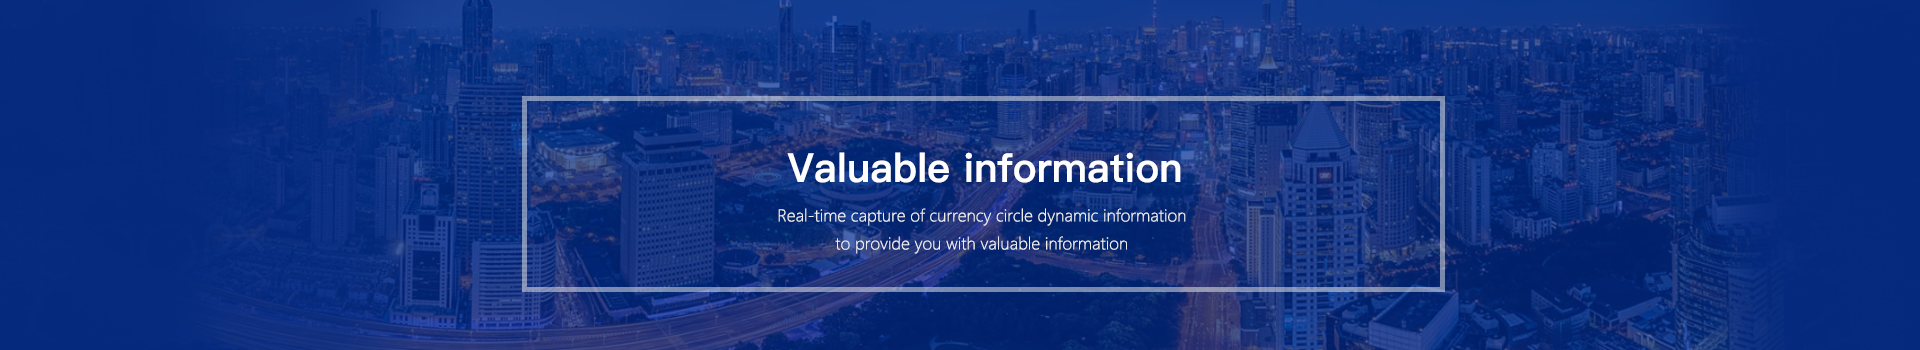 Valuable information
Real-time capture of currency circle dynamic information
to provide you with valuable information